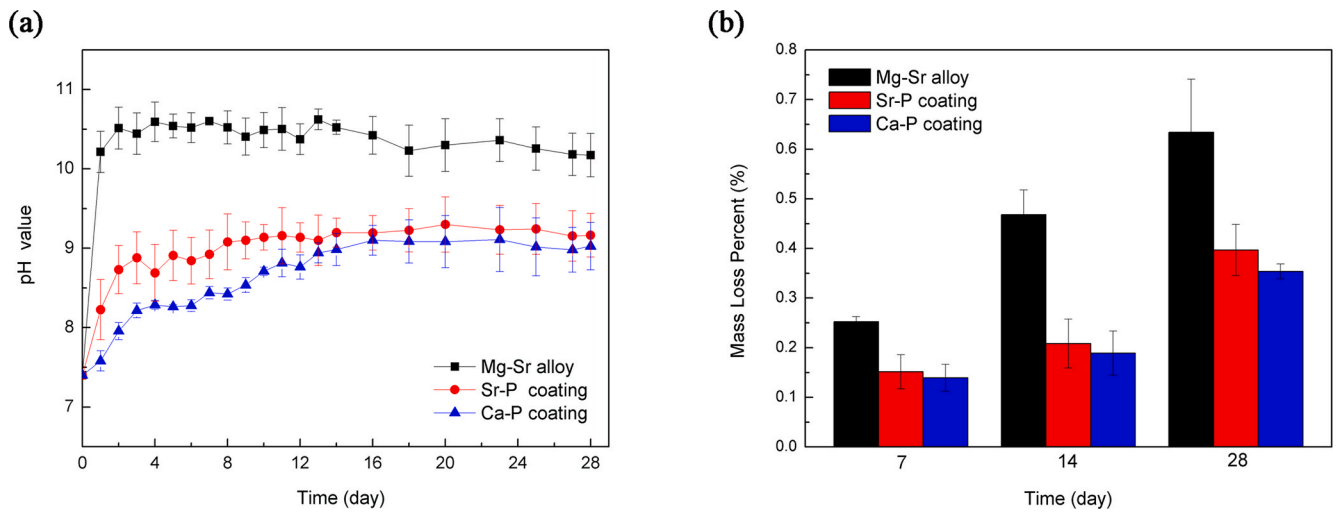 (a)
pH value
11
10
9
8
7
0 4 8 12 16 20 24 28
Time (day)
Mg-Sr alloy
Sr-P coating
Ca-P coating
(b)
Mass Loss Percent (%)
0.8
0.7
0.6
0.5
0.4
0.3
0.2
0.1
0.0
7 14 28
Time (day)
Mg-Sr alloy
Sr-P coating
Ca-P coating